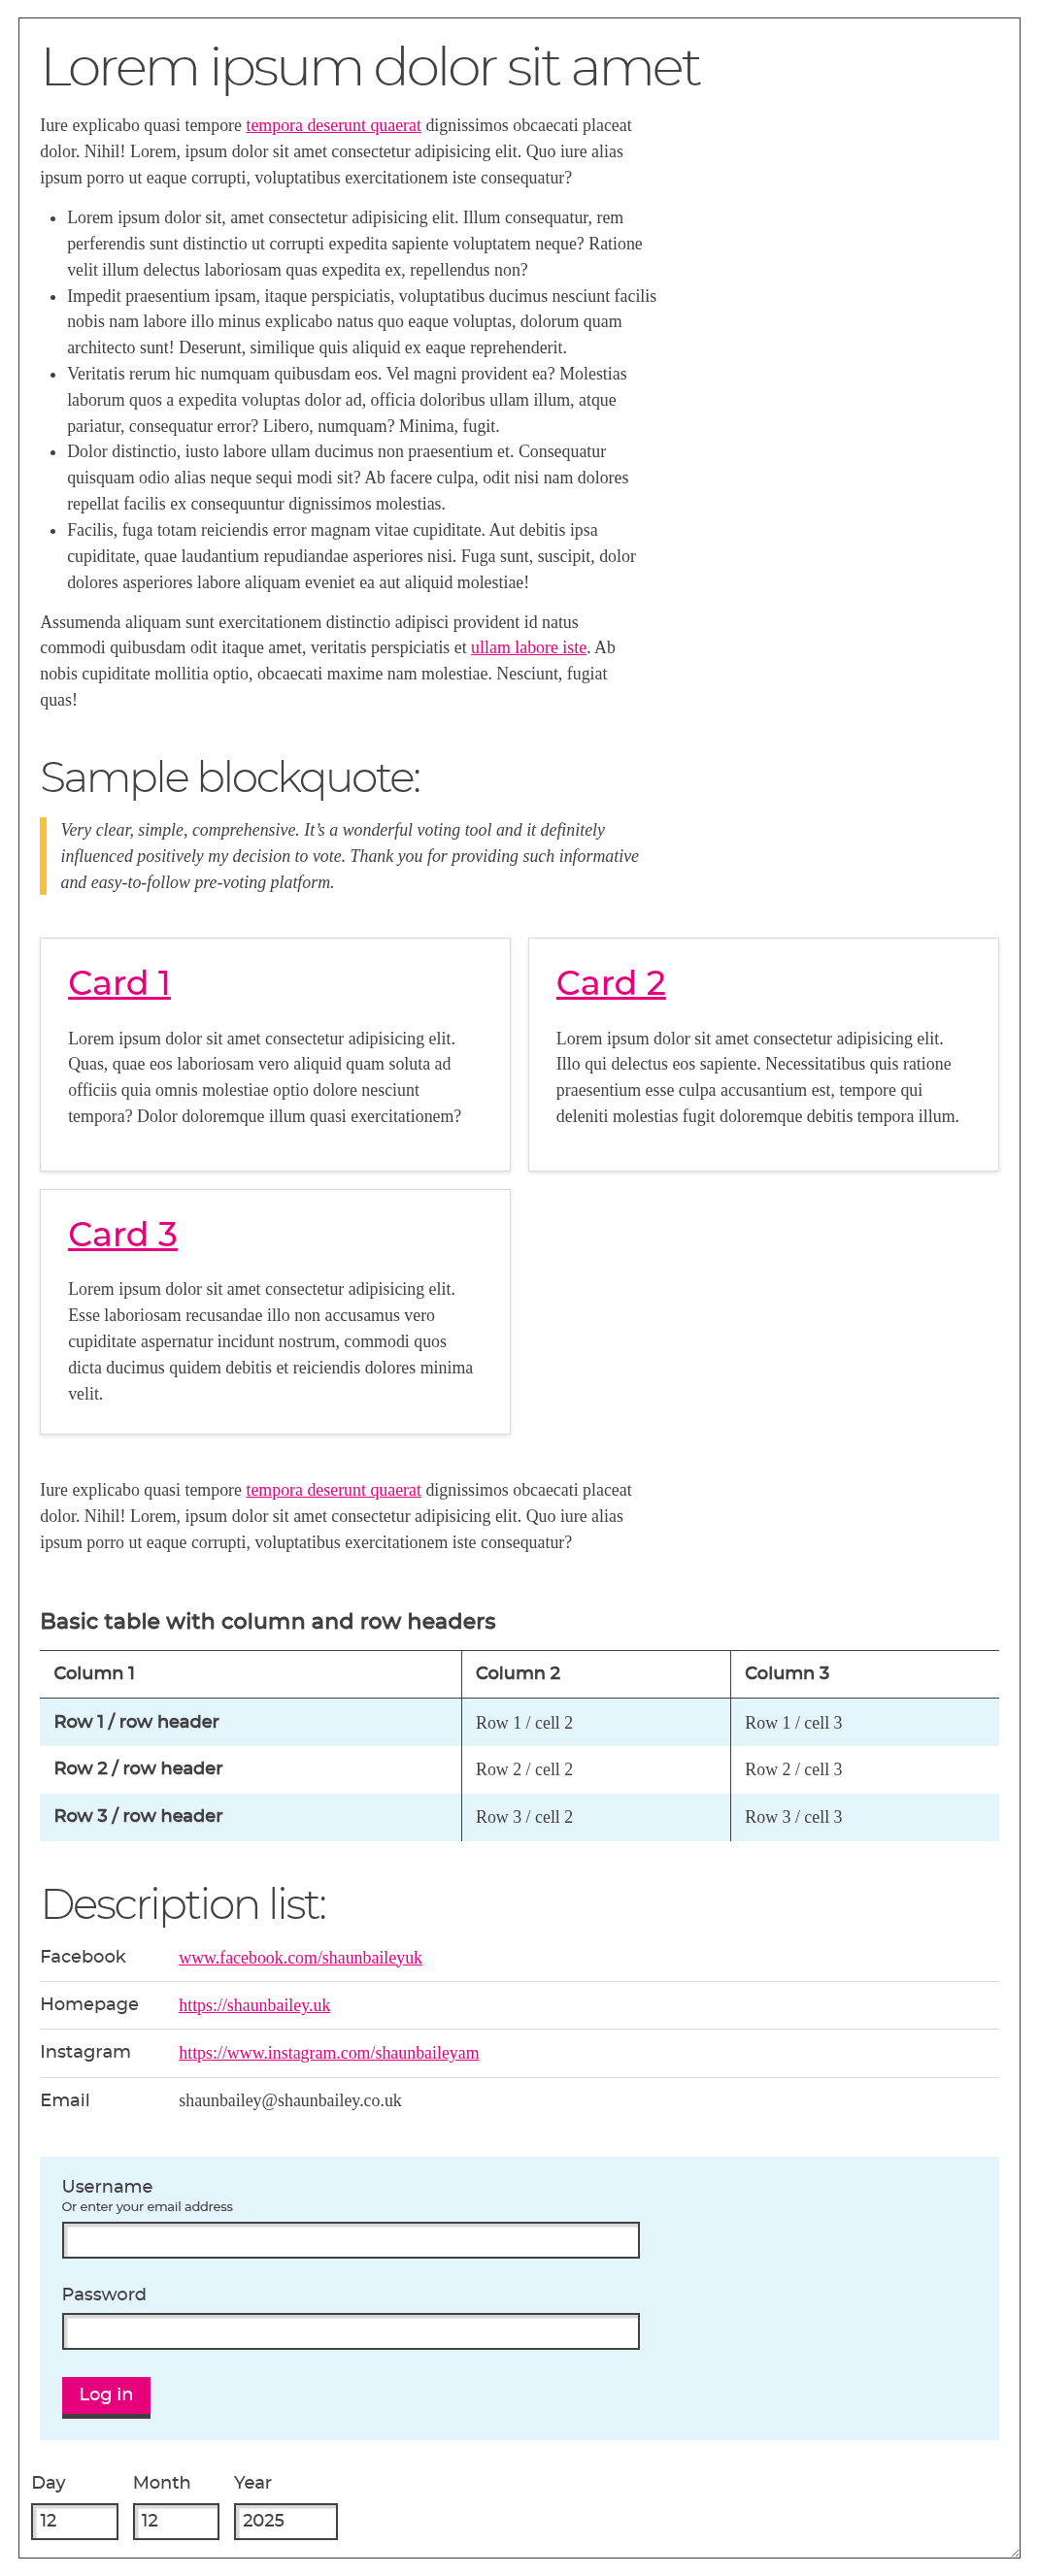 Lorem ipsum dolor sit amet
Iure explicabo quasi tempore tempora deserunt quaerat dignissimos obcaecati placeat
dolor. Nihil! Lorem, ipsum dolor sit amet consectetur adipisicing elit. Quo iure alias
ipsum porro ut eaque corrupti, voluptatibus exercitationem iste consequatur?
• Lorem ipsum dolor sit, amet consectetur adipisicing elit. Illum consequatur, rem
perferendis sunt distinctio ut corrupti expedita sapiente voluptatem neque? Ratione
velit illum delectus laboriosam quas expedita ex, repellendus non?
• Impedit praesentium ipsam, itaque perspiciatis, voluptatibus ducimus nesciunt facilis
nobis nam labore illo minus explicabo natus quo eaque voluptas, dolorum quam
architecto sunt! Deserunt, similique quis aliquid ex eaque reprehenderit.
• Veritatis rerum hic numquam quibusdam eos. Vel magni provident ea? Molestias
laborum quos a expedita voluptas dolor ad, officia doloribus ullam illum, atque
pariatur, consequatur error? Libero, numquam? Minima, fugit.
• Dolor distinctio, iusto labore ullam ducimus non praesentium et. Consequatur
quisquam odio alias neque sequi modi sit? Ab facere culpa, odit nisi nam dolores
repellat facilis ex consequuntur dignissimos molestias.
• Facilis, fuga totam reiciendis error magnam vitae cupiditate. Aut debitis ipsa
cupiditate, quae laudantium repudiandae asperiores nisi. Fuga sunt, suscipit, dolor
dolores asperiores labore aliquam eveniet ea aut aliquid molestiae!
Assumenda aliquam sunt exercitationem distinctio adipisci provident id natus
commodi quibusdam odit itaque amet, veritatis perspiciatis et ullam labore iste. Ab
nobis cupiditate mollitia optio, obcaecati maxime nam molestiae. Nesciunt, fugiat
quas!
Sample blockquote:
Very clear, simple, comprehensive. It’s a wonderful voting tool and it definitely
influenced positively my decision to vote. Thank you for providing such informative
and easy-to-follow pre-voting platform.
Card 1
Lorem ipsum dolor sit amet consectetur adipisicing elit.
Quas, quae eos laboriosam vero aliquid quam soluta ad
officiis quia omnis molestiae optio dolore nesciunt
tempora? Dolor doloremque illum quasi exercitationem?
Card 2
Lorem ipsum dolor sit amet consectetur adipisicing elit.
Illo qui delectus eos sapiente. Necessitatibus quis ratione
praesentium esse culpa accusantium est, tempore qui
deleniti molestias fugit doloremque debitis tempora illum.
Card 3
Lorem ipsum dolor sit amet consectetur adipisicing elit.
Esse laboriosam recusandae illo non accusamus vero
cupiditate aspernatur incidunt nostrum, commodi quos
dicta ducimus quidem debitis et reiciendis dolores minima
velit.
Iure explicabo quasi tempore tempora deserunt quaerat dignissimos obcaecati placeat
dolor. Nihil! Lorem, ipsum dolor sit amet consectetur adipisicing elit. Quo iure alias
ipsum porro ut eaque corrupti, voluptatibus exercitationem iste consequatur?
Basic table with column and row headers
Column 1 Column 2 Column 3
Row 1 / row header Row 1 / cell 2 Row 1 / cell 3
Row 2 / row header Row 2 / cell 2 Row 2 / cell 3
Row 3 / row header Row 3 / cell 2 Row 3 / cell 3
Description list:
Facebook www.facebook.com/shaunbaileyuk
Homepage https://shaunbailey.uk
Instagram https://www.instagram.com/shaunbaileyam
Email shaunbailey@shaunbailey.co.uk
Username
Or enter your email address
Password
Log in
Day Month Year
12 12 2025